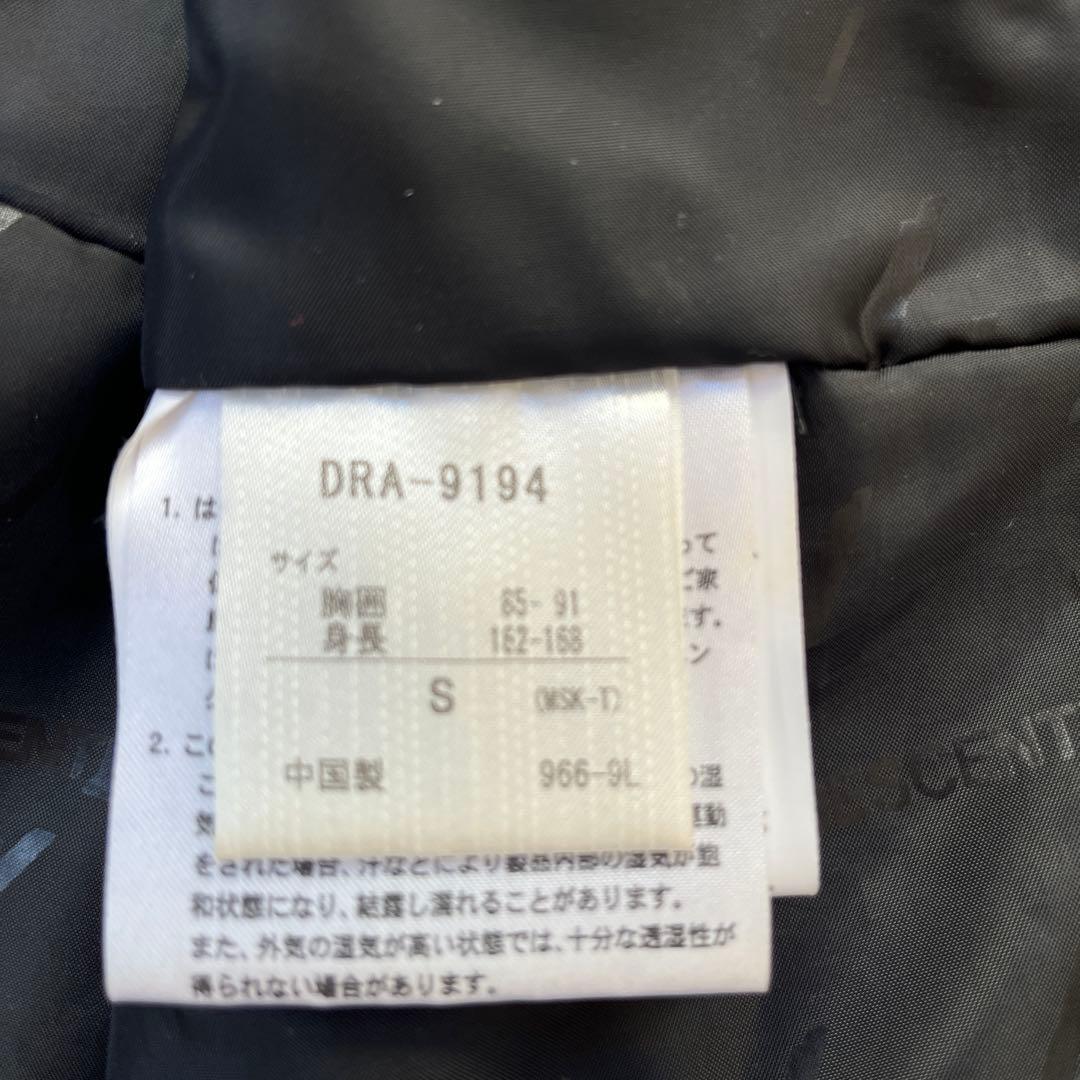 DRA-9194
サイズ
胸囲 85-91
身長 162-168
S (MSK-T)
中国製 966-9L
1. は
って
ご家
ます。
ン
2. この
の湿
運動
をされた場合、汗などにより製品内部の湿気が飽
和状態になり、結露し濡れることがあります。
また、外気の湿気が高い状態では、十分な透湿性が
得られない場合があります。
SCENT